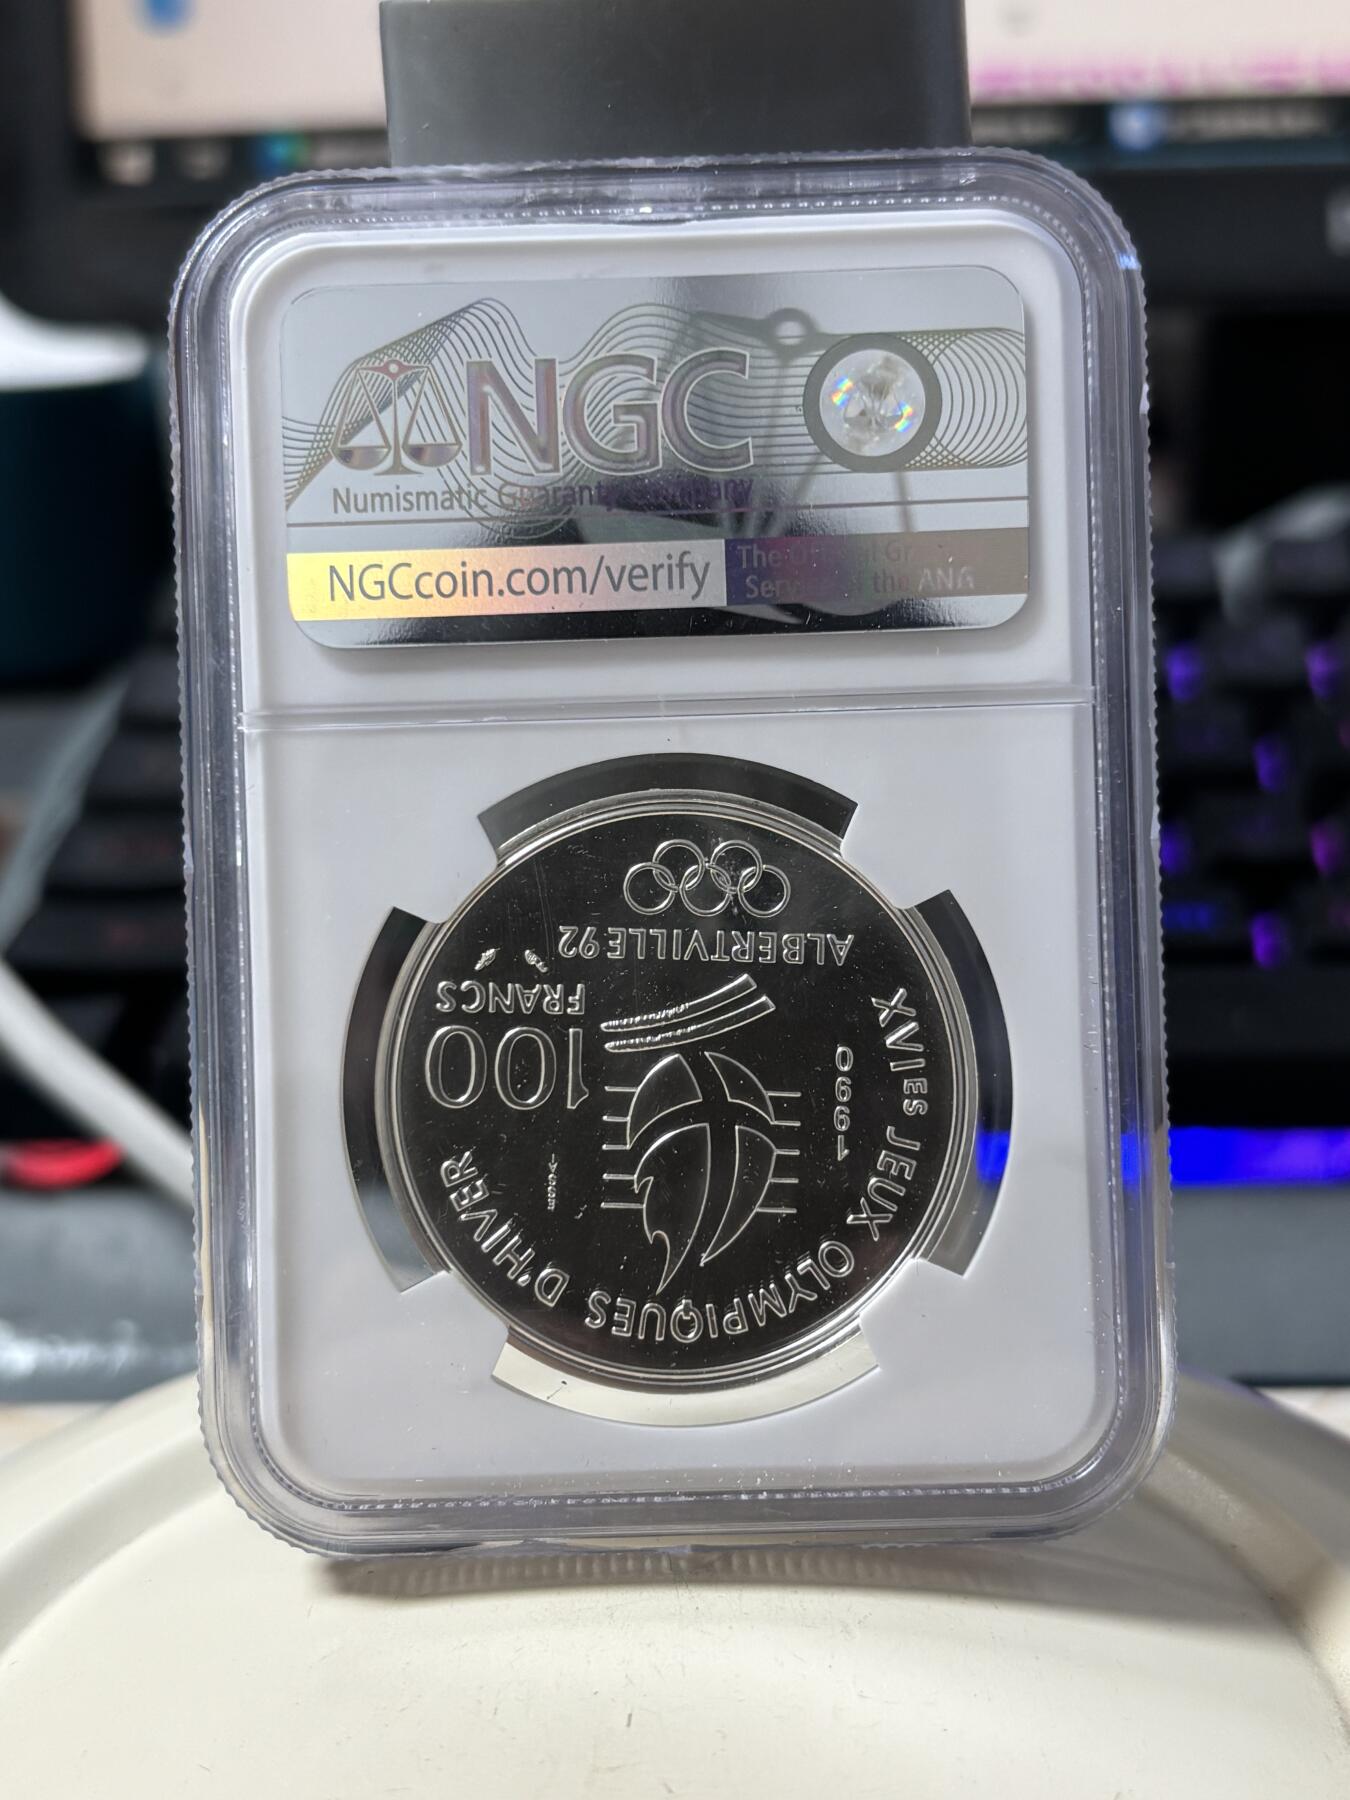 NGC
Numismatic Guaranty Company
NGCcoin.com/verify
The Official Gr
Service of the ANG
XVIES JEUX OLYMPIQUES D'HIVER
1990
100
FRANCS
ALBERTVILLE 92